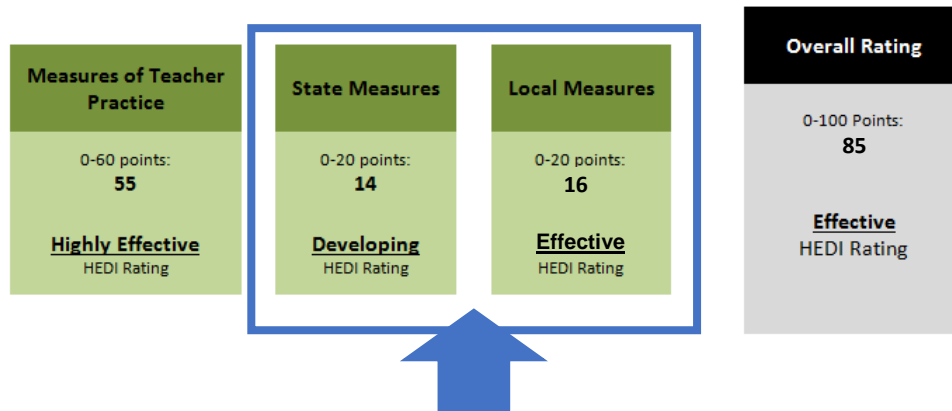 Measures of Teacher
Practice
0-60 points:
55
Highly Effective
HEDI Rating
State Measures
0-20 points:
14
Developing
HEDI Rating
Local Measures
0-20 points:
16
Effective
HEDI Rating
Overall Rating
0-100 Points:
85
Effective
HEDI Rating